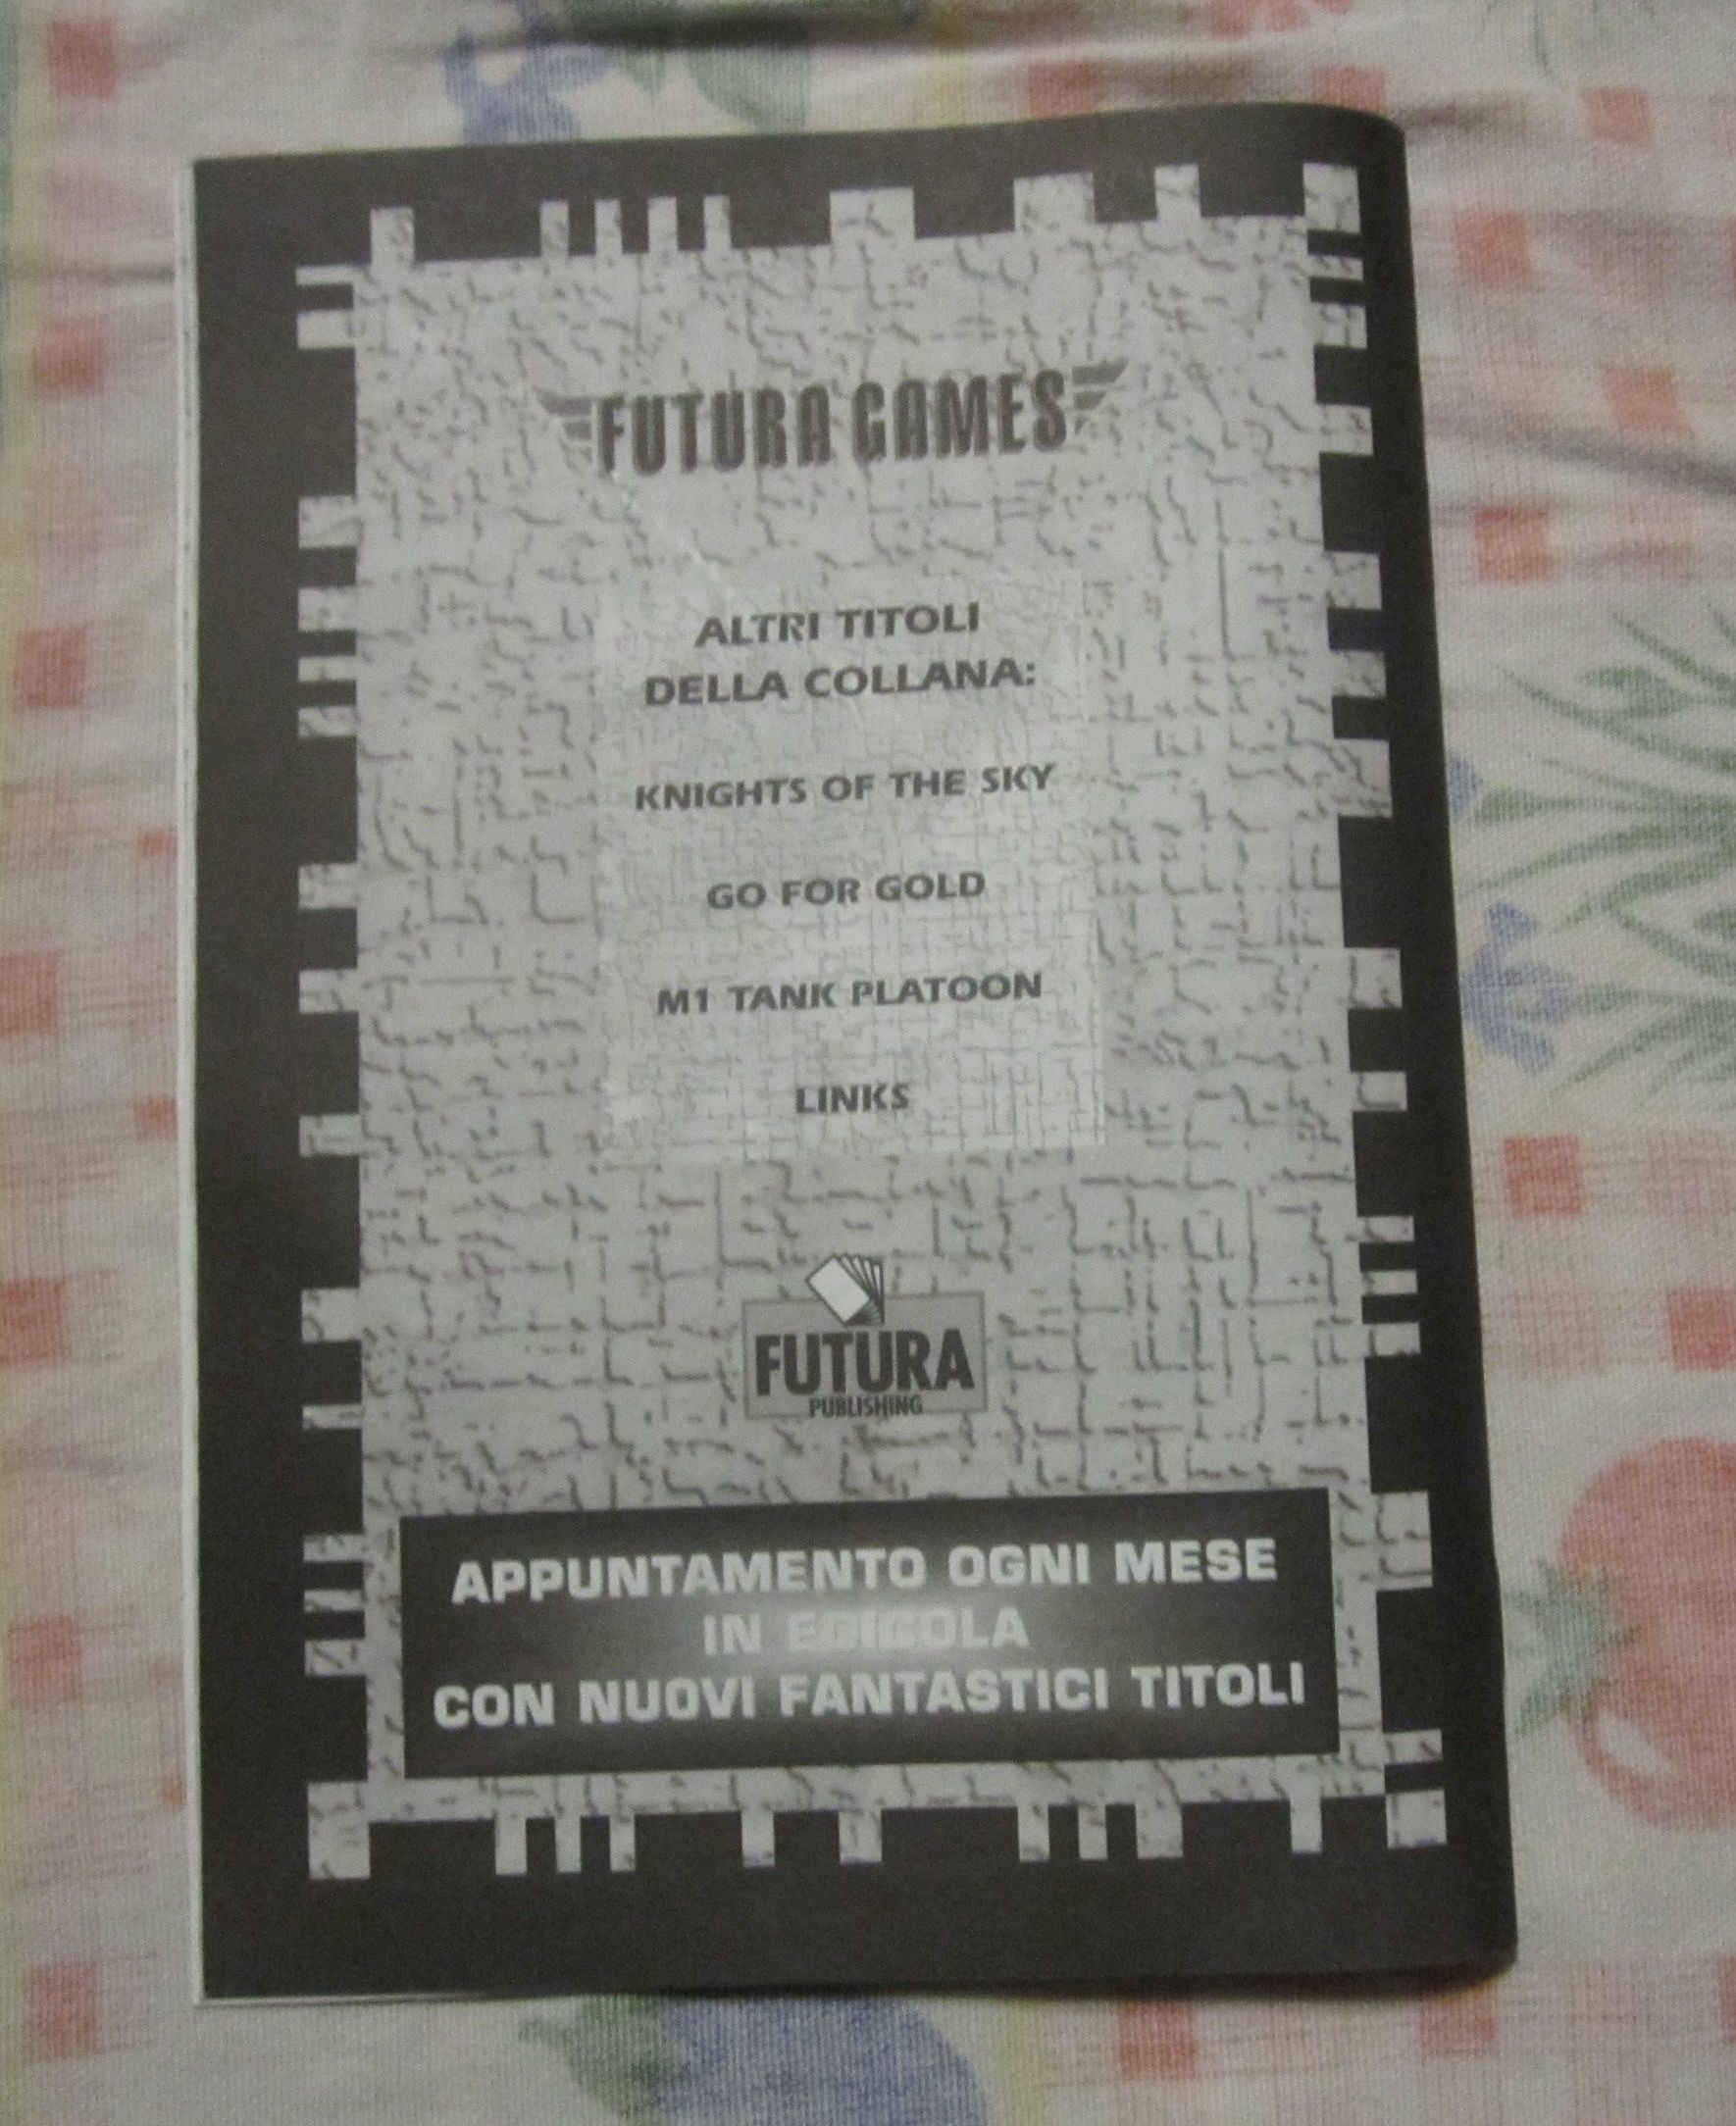 FUTURA GAMES
ALTRI TITOLI
DELLA COLLANA:
KNIGHTS OF THE SKY
GO FOR GOLD
M1 TANK PLATOON
LINKS
FUTURA
PUBLISHING
APPUNTAMENTO OGNI MESE
IN EDICOLA
CON NUOVI FANTASTICI TITOLI